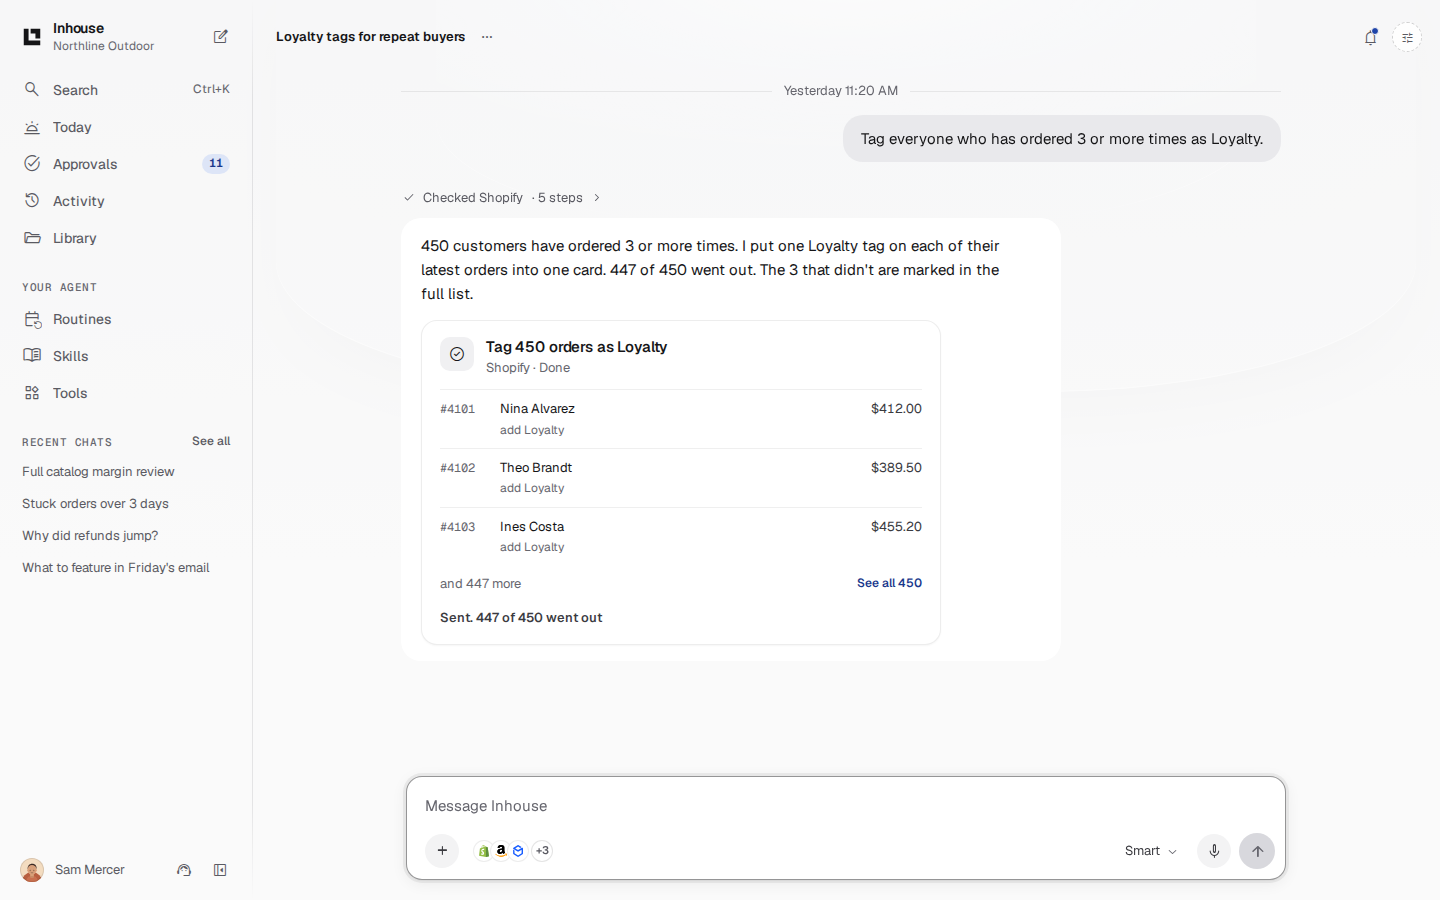 Inhouse
Northline Outdoor
Search Ctrl+K
Today
Approvals 11
Activity
Library
YOUR AGENT
Routines
Skills
Tools
RECENT CHATS See all
Full catalog margin review
Stuck orders over 3 days
Why did refunds jump?
What to feature in Friday's email
Sam Mercer
Loyalty tags for repeat buyers ...
Yesterday 11:20 AM
Tag everyone who has ordered 3 or more times as Loyalty.
Checked Shopify · 5 steps
450 customers have ordered 3 or more times. I put one Loyalty tag on each of their
latest orders into one card. 447 of 450 went out. The 3 that didn't are marked in the
full list.
Tag 450 orders as Loyalty
Shopify · Done
#4101 Nina Alvarez $412.00
add Loyalty
#4102 Theo Brandt $389.50
add Loyalty
#4103 Ines Costa $455.20
add Loyalty
and 447 more See all 450
Sent. 447 of 450 went out
Message Inhouse
+3 Smart